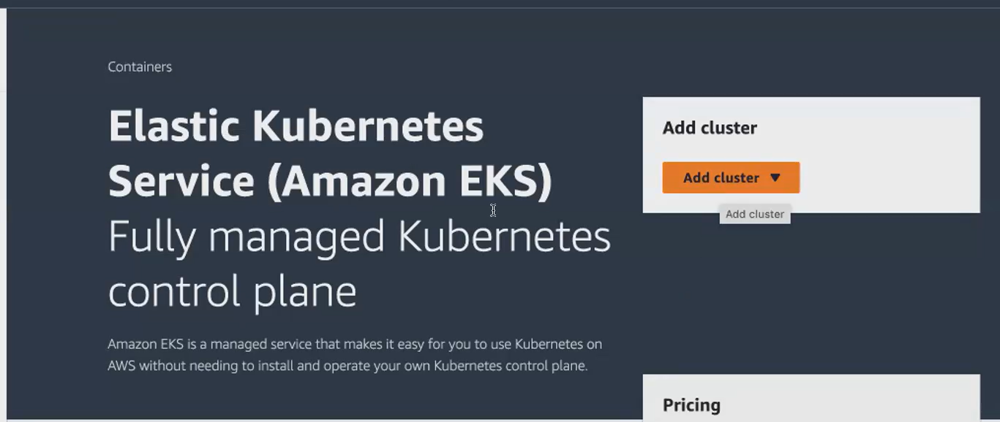 Containers
Elastic Kubernetes
Service (Amazon EKS)
Fully managed Kubernetes
control plane
Amazon EKS is a managed service that makes it easy for you to use Kubernetes on
AWS without needing to install and operate your own Kubernetes control plane.
Add cluster
Add cluster ▼
Add cluster
Pricing